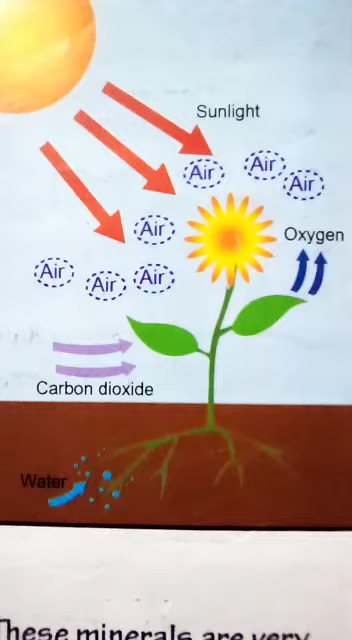 Sunlight
Air
Air
Air
Air
Oxygen
Air
Air
Air
Carbon dioxide
Water
These minerals are very